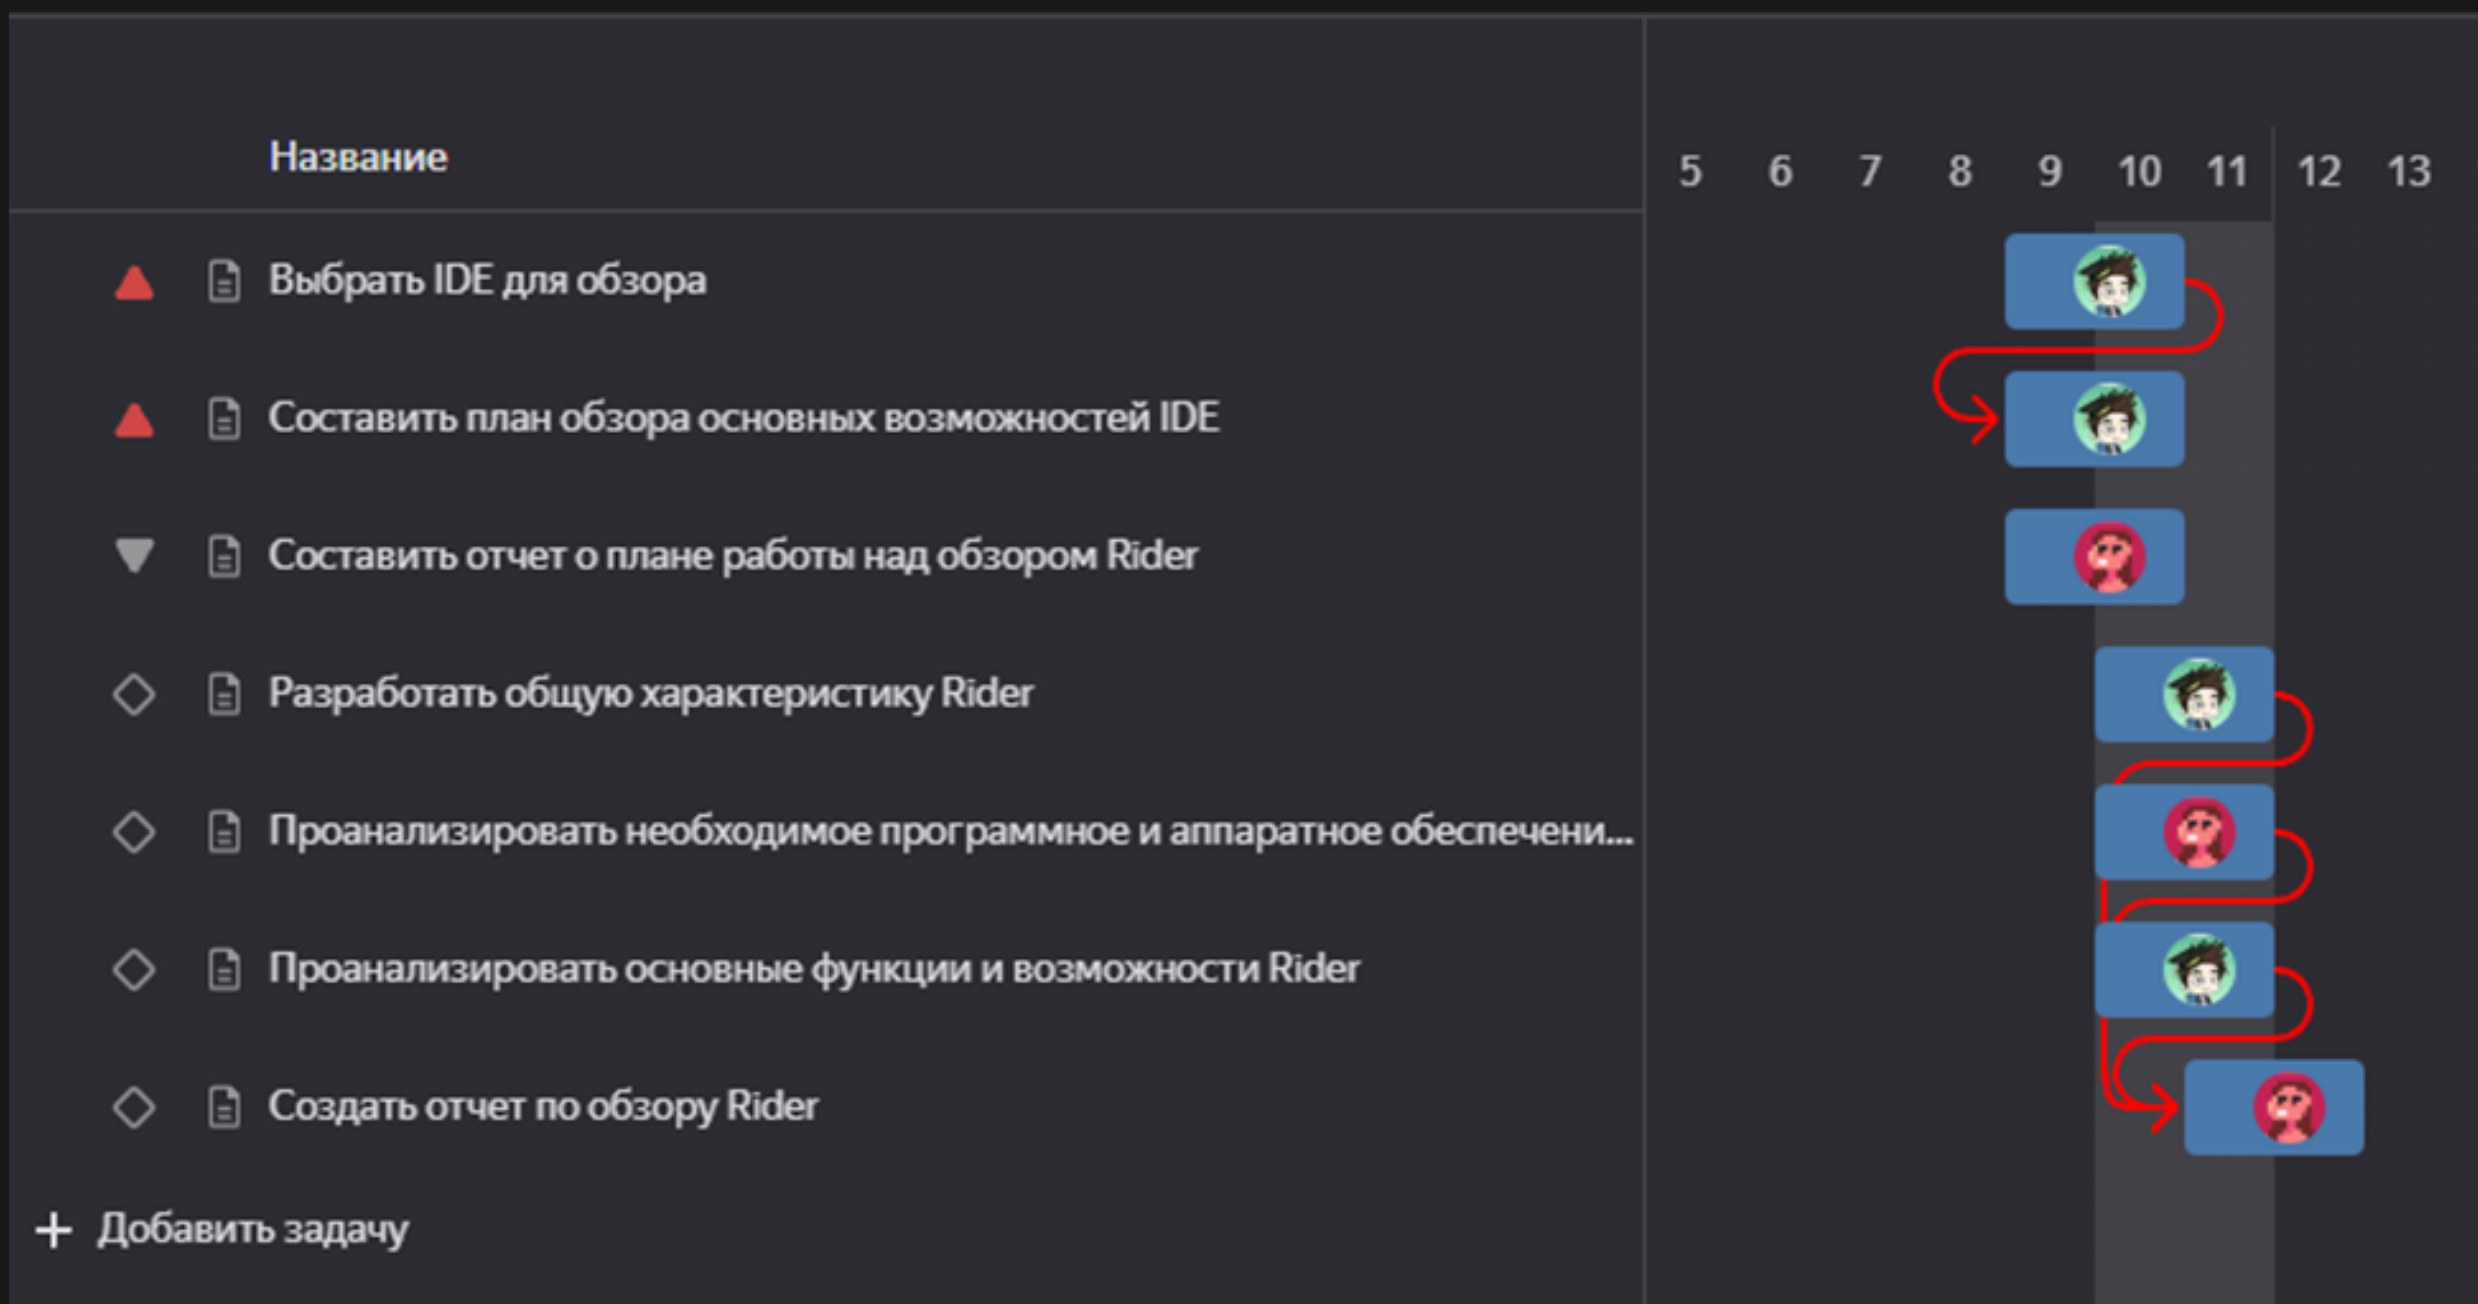 Название
5 6 7 8 9 10 11 12 13
Выбрать IDE для обзора
Составить план обзора основных возможностей IDE
Составить отчет о плане работы над обзором Rider
Разработать общую характеристику Rider
Проанализировать необходимое программное и аппаратное обеспечени...
Проанализировать основные функции и возможности Rider
Создать отчет по обзору Rider
+ Добавить задачу